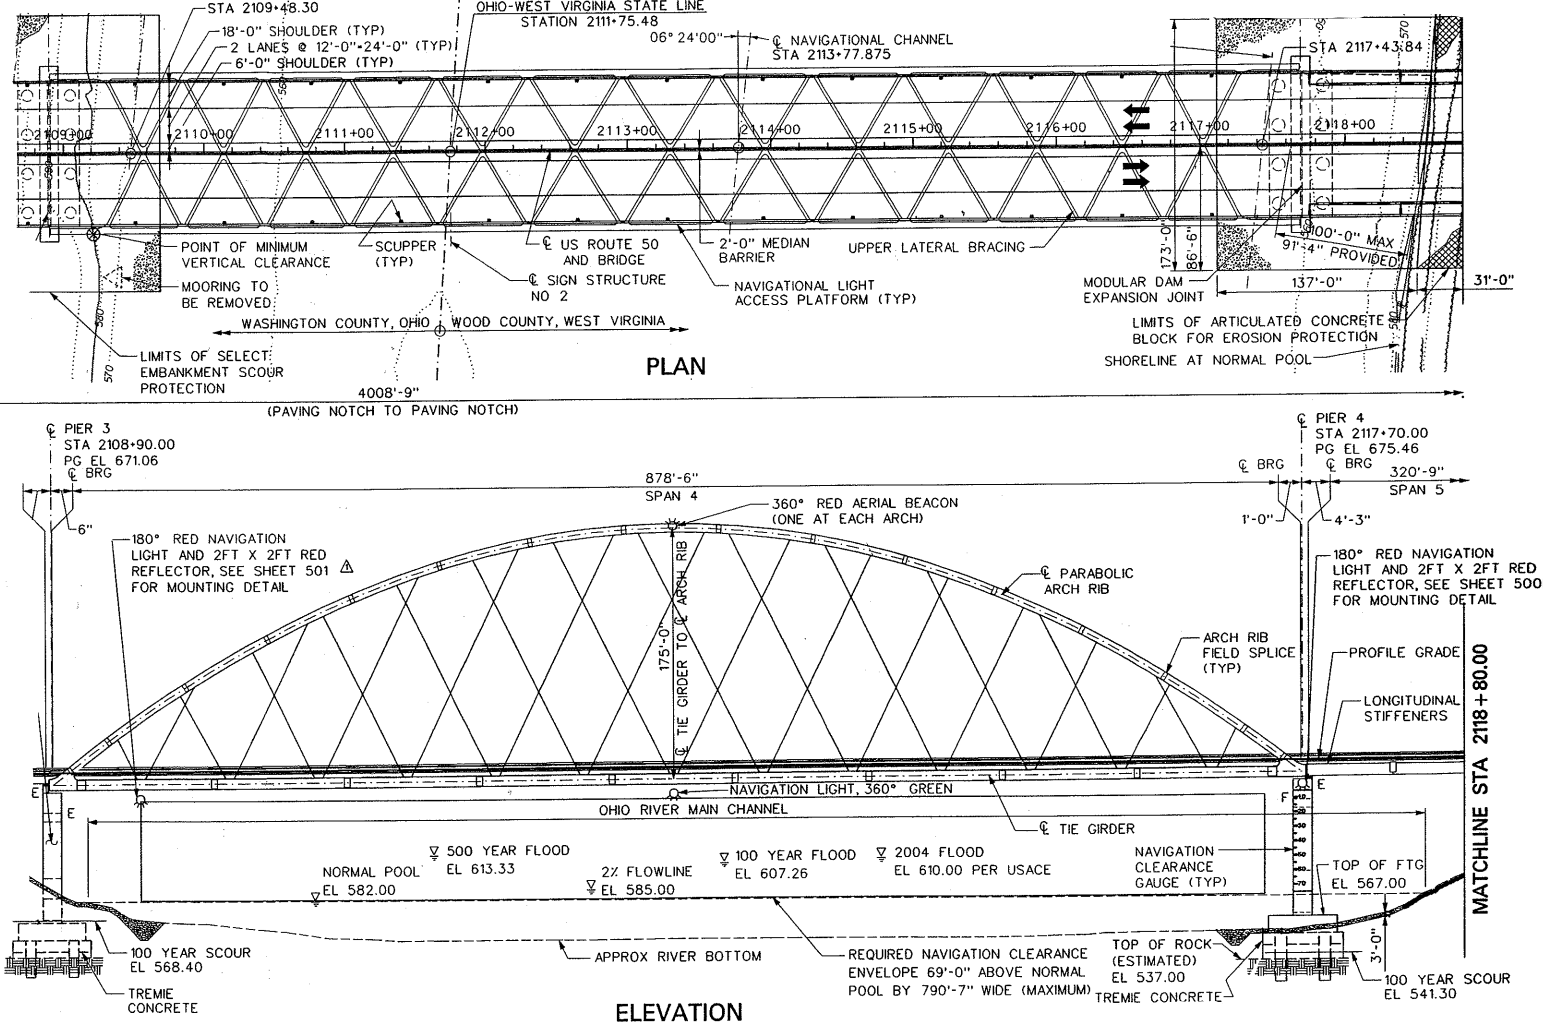 STA 2109+48.30
OHIO-WEST VIRGINIA STATE LINE
STATION 2111+75.48
18'-0" SHOULDER (TYP)
2 LANES @ 12'-0"=24'-0" (TYP)
6'-0" SHOULDER (TYP)
06° 24'00"
℄ NAVIGATIONAL CHANNEL
STA 2113+77.875
STA 2117+43.84
570
560
2109+00
2110+00
2111+00
2112+00
2113+00
2114+00
2115+00
2116+00
2117+00
2118+00
POINT OF MINIMUM
VERTICAL CLEARANCE
SCUPPER
(TYP)
℄ US ROUTE 50
AND BRIDGE
2'-0" MEDIAN
BARRIER
UPPER LATERAL BRACING
173'-0"
86'-6"
100'-0" MAX
91'-4" PROVIDED
MOORING TO
BE REMOVED
℄ SIGN STRUCTURE
NO 2
NAVIGATIONAL LIGHT
ACCESS PLATFORM (TYP)
MODULAR DAM
EXPANSION JOINT
137'-0"
31'-0"
580
580
570
WASHINGTON COUNTY, OHIO
WOOD COUNTY, WEST VIRGINIA
LIMITS OF ARTICULATED CONCRETE
BLOCK FOR EROSION PROTECTION
SHORELINE AT NORMAL POOL
LIMITS OF SELECT
EMBANKMENT SCOUR
PROTECTION
PLAN
4008'-9"
(PAVING NOTCH TO PAVING NOTCH)
℄ PIER 3
STA 2108+90.00
PG EL 671.06
℄ BRG
℄ PIER 4
STA 2117+70.00
PG EL 675.46
℄ BRG
℄ BRG
878'-6"
SPAN 4
320'-9"
SPAN 5
6"
1'-0"
4'-3"
360° RED AERIAL BEACON
(ONE AT EACH ARCH)
180° RED NAVIGATION
LIGHT AND 2FT X 2FT RED
REFLECTOR, SEE SHEET 501
FOR MOUNTING DETAIL
1
180° RED NAVIGATION
LIGHT AND 2FT X 2FT RED
REFLECTOR, SEE SHEET 500
FOR MOUNTING DETAIL
℄ PARABOLIC
ARCH RIB
175'-0"
℄ TIE GIRDER TO ℄ ARCH RIB
ARCH RIB
FIELD SPLICE
(TYP)
PROFILE GRADE
LONGITUDINAL
STIFFENERS
MATCHLINE STA 2118+80.00
E
E
F
E
NAVIGATION LIGHT, 360° GREEN
OHIO RIVER MAIN CHANNEL
℄ TIE GIRDER
NORMAL POOL
EL 582.00
500 YEAR FLOOD
EL 613.33
2% FLOWLINE
EL 585.00
100 YEAR FLOOD
EL 607.26
2004 FLOOD
EL 610.00 PER USACE
NAVIGATION
CLEARANCE
GAUGE (TYP)
TOP OF FTG
EL 567.00
100 YEAR SCOUR
EL 568.40
TREMIE
CONCRETE
APPROX RIVER BOTTOM
REQUIRED NAVIGATION CLEARANCE
ENVELOPE 69'-0" ABOVE NORMAL
POOL BY 790'-7" WIDE (MAXIMUM)
TOP OF ROCK
(ESTIMATED)
EL 537.00
TREMIE CONCRETE
3'-0"
100 YEAR SCOUR
EL 541.30
ELEVATION